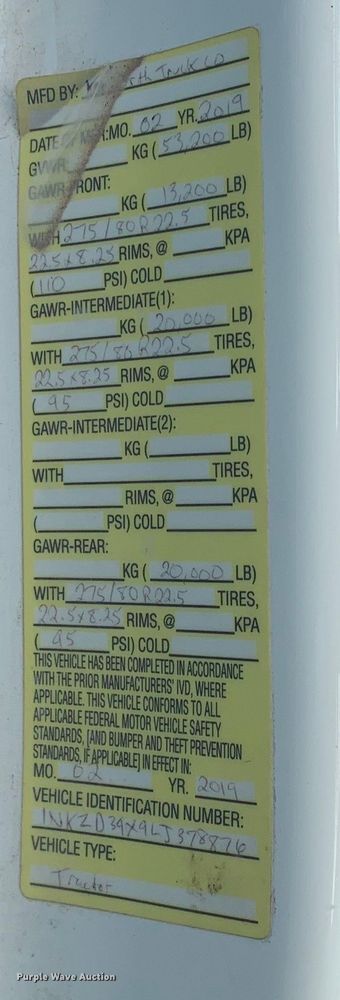 MFD BY: Truck Co
DATE MFR: MO. 02 YR. 2019
GVWR KG ( 53,200 LB)
GAWR-FRONT:
KG ( 13,200 LB)
WITH 275/80R22.5 TIRES,
22.5x8.25 RIMS, @ KPA
( 110 PSI) COLD
GAWR-INTERMEDIATE(1):
KG ( 20,000 LB)
WITH 275/80R22.5 TIRES,
22.5x8.25 RIMS, @ KPA
( 95 PSI) COLD
GAWR-INTERMEDIATE(2):
KG ( LB)
WITH TIRES,
RIMS, @ KPA
( PSI) COLD
GAWR-REAR:
KG ( 20,000 LB)
WITH 275/80R22.5 TIRES,
22.5x8.25 RIMS, @ KPA
( 95 PSI) COLD
THIS VEHICLE HAS BEEN COMPLETED IN ACCORDANCE
WITH THE PRIOR MANUFACTURERS' IVD, WHERE
APPLICABLE. THIS VEHICLE CONFORMS TO ALL
APPLICABLE FEDERAL MOTOR VEHICLE SAFETY
STANDARDS, [AND BUMPER AND THEFT PREVENTION
STANDARDS, IF APPLICABLE] IN EFFECT IN:
MO. 02 YR. 2019
VEHICLE IDENTIFICATION NUMBER:
1NKZD39X9LJ378876
VEHICLE TYPE:
Tractor
Purple Wave Auction